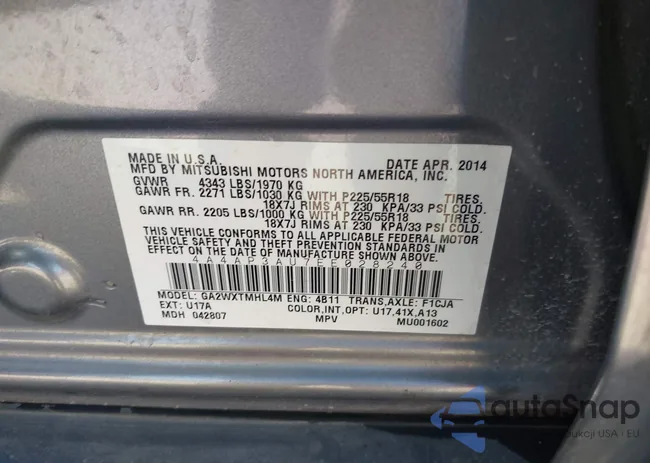 MADE IN U.S.A. DATE APR. 2014
MFD BY MITSUBISHI MOTORS NORTH AMERICA, INC.
GVWR 4343 LBS/1970 KG
GAWR FR. 2271 LBS/1030 KG WITH P225/55R18 TIRES,
18X7J RIMS AT 230 KPA/33 PSI COLD
GAWR RR. 2205 LBS/1000 KG WITH P225/55R18 TIRES,
18X7J RIMS AT 230 KPA/33 PSI COLD
THIS VEHICLE CONFORMS TO ALL APPLICABLE FEDERAL MOTOR
VEHICLE SAFETY AND THEFT PREVENTION STANDARDS IN
EFFECT ON THE DATE OF MANUFACTURE SHOWN ABOVE.
4A4AP3AU7EE028240
MODEL: GA2WXTMHL4M ENG: 4B11 TRANS,AXLE: F1CJA
EXT: U17A COLOR,INT,OPT: U17,41X,A13
MDH 042807 MPV MU001602
autoSnap
USA - EU